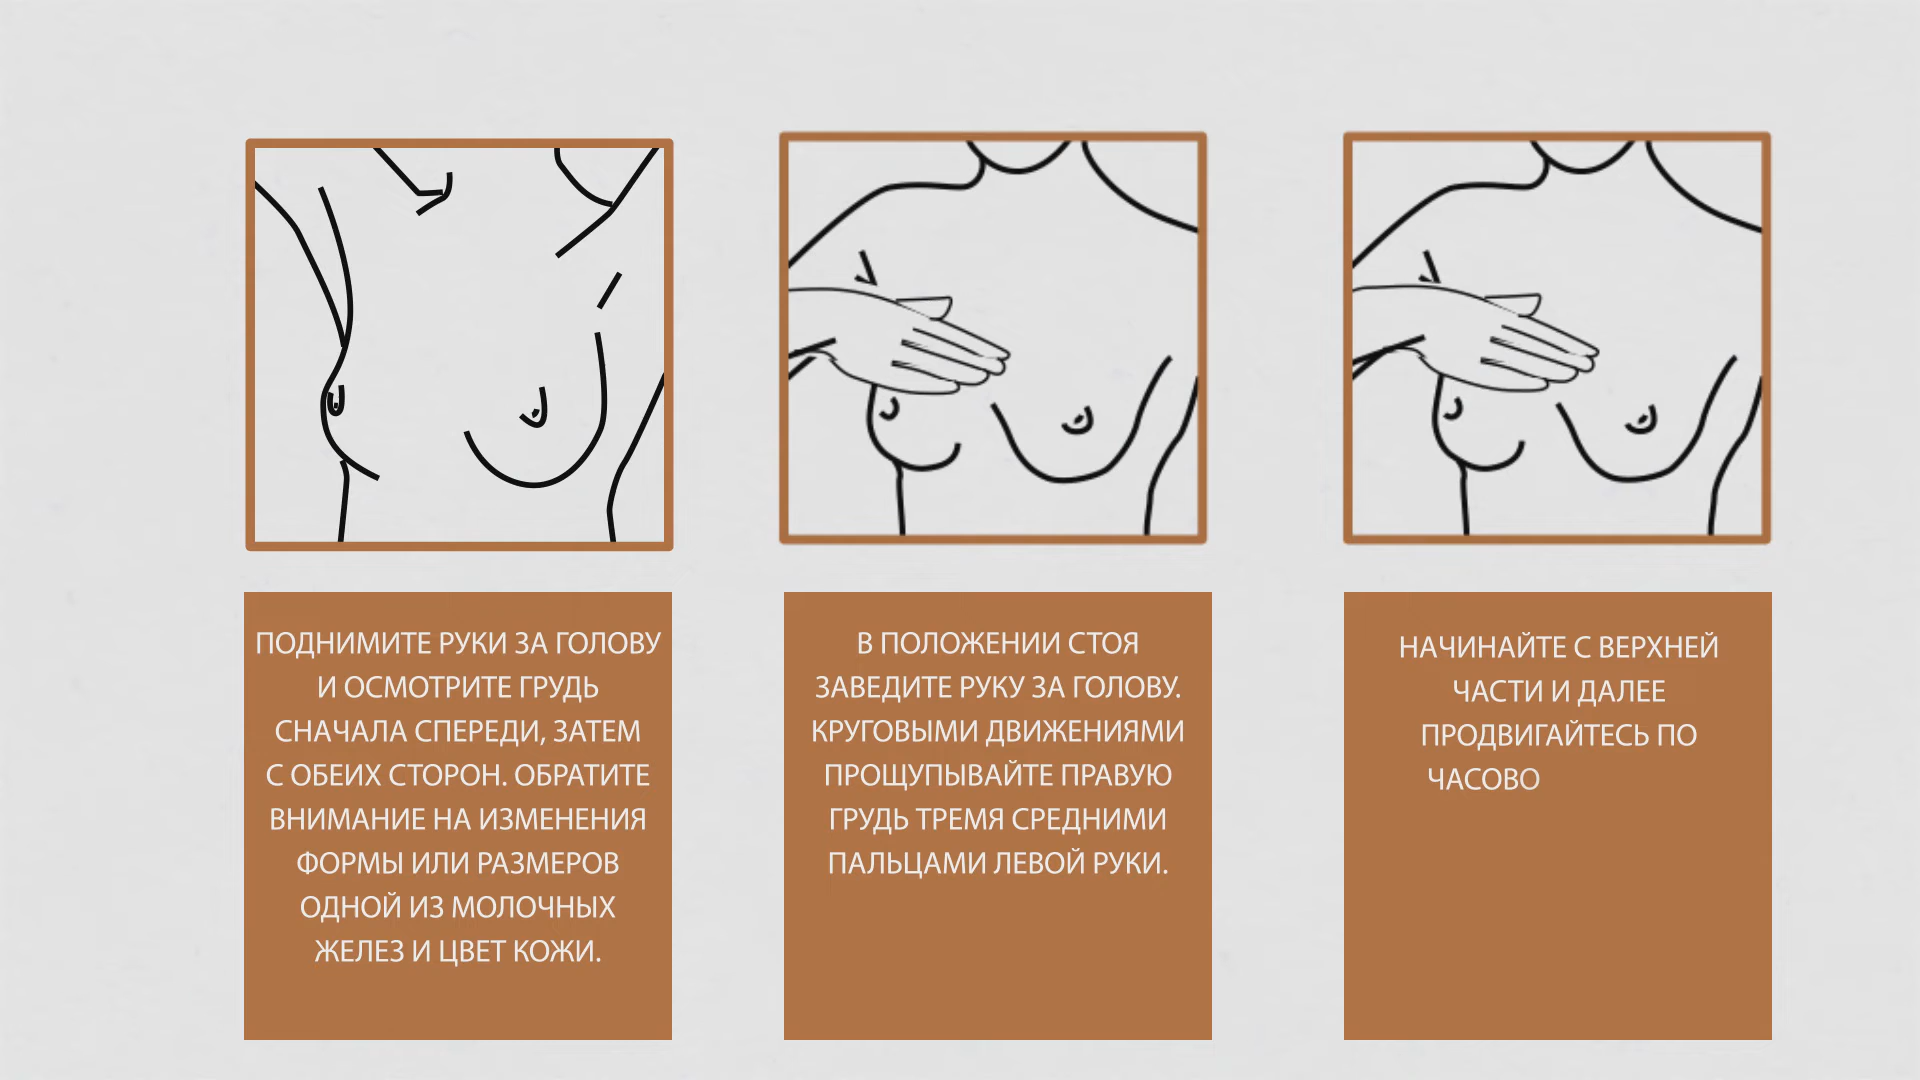 ПОДНИМИТЕ РУКИ ЗА ГОЛОВУ
И ОСМОТРИТЕ ГРУДЬ
СНАЧАЛА СПЕРЕДИ, ЗАТЕМ
С ОБЕИХ СТОРОН. ОБРАТИТЕ
ВНИМАНИЕ НА ИЗМЕНЕНИЯ
ФОРМЫ ИЛИ РАЗМЕРОВ
ОДНОЙ ИЗ МОЛОЧНЫХ
ЖЕЛЕЗ И ЦВЕТ КОЖИ.
В ПОЛОЖЕНИИ СТОЯ
ЗАВЕДИТЕ РУКУ ЗА ГОЛОВУ.
КРУГОВЫМИ ДВИЖЕНИЯМИ
ПРОЩУПЫВАЙТЕ ПРАВУЮ
ГРУДЬ ТРЕМЯ СРЕДНИМИ
ПАЛЬЦАМИ ЛЕВОЙ РУКИ.
НАЧИНАЙТЕ С ВЕРХНЕЙ
ЧАСТИ И ДАЛЕЕ
ПРОДВИГАЙТЕСЬ ПО
ЧАСОВО